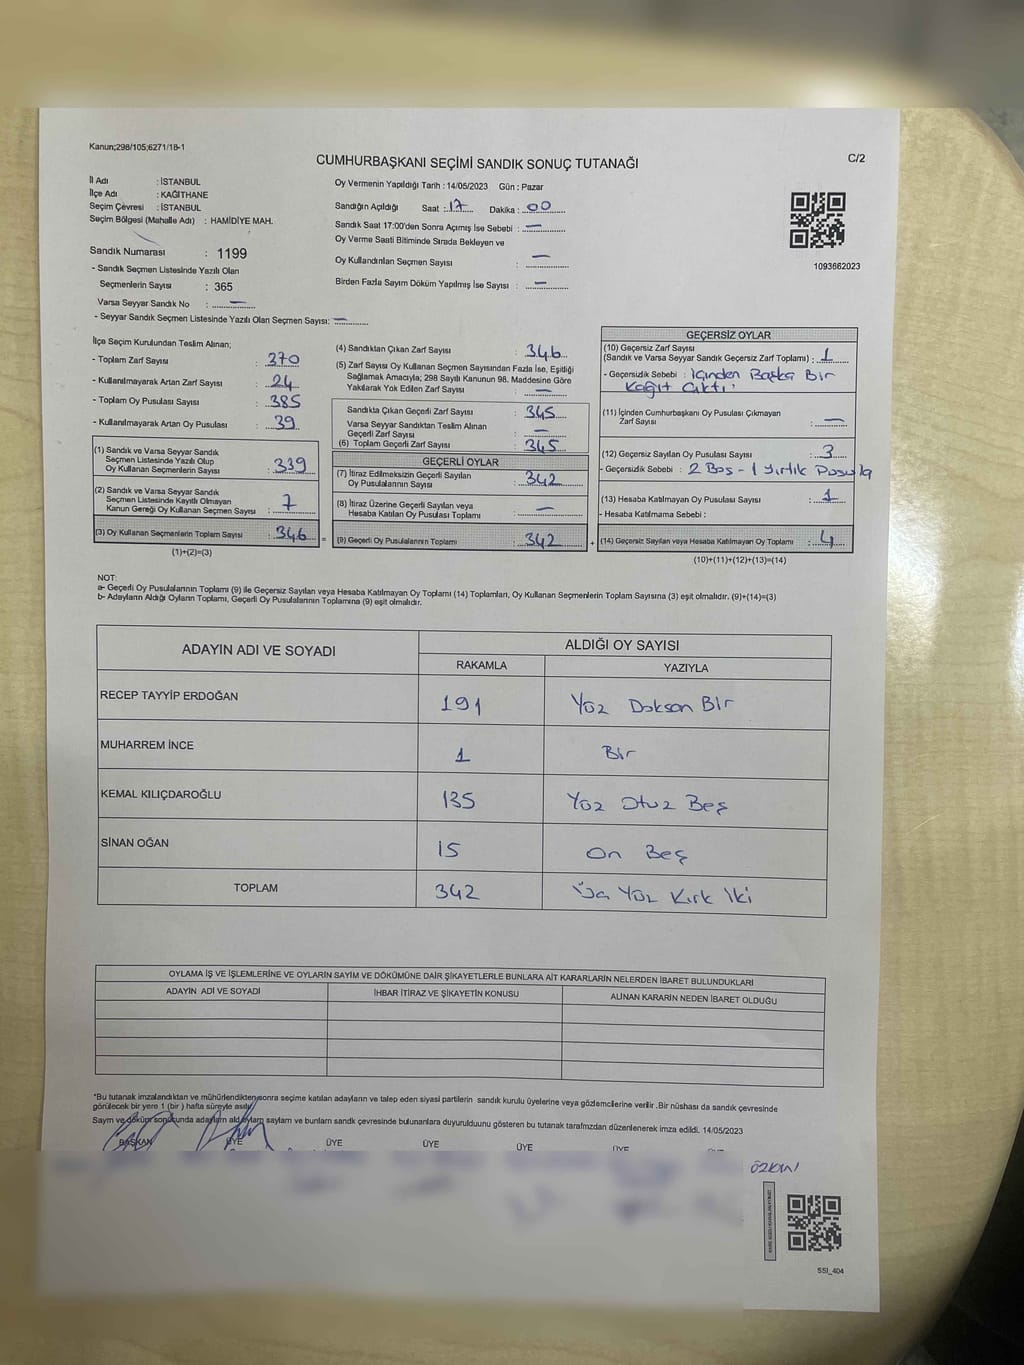 Kanun;298/105;6271/18-1
CUMHURBAŞKANI SEÇİMİ SANDIK SONUÇ TUTANAĞI
C/2
İl Adı : İSTANBUL
İlçe Adı : KAĞITHANE
Seçim Çevresi : İSTANBUL
Seçim Bölgesi (Mahalle Adı) : HAMİDİYE MAH.
Sandık Numarası : 1199
- Sandık Seçmen Listesinde Yazılı Olan
Seçmenlerin Sayısı : 365
Varsa Seyyar Sandık No : —
- Seyyar Sandık Seçmen Listesinde Yazılı Olan Seçmen Sayısı: —
Oy Vermenin Yapıldığı Tarih : 14/05/2023 Gün : Pazar
Sandığın Açıldığı Saat : 17 Dakika : 00
Sandık Saat 17:00'den Sonra Açımış İse Sebebi : —
Oy Verme Saati Bitiminde Sırada Bekleyen ve
Oy Kullandırılan Seçmen Sayısı : —
Birden Fazla Sayım Döküm Yapılmış İse Sayısı : —
1093662023
İlçe Seçim Kurulundan Teslim Alınan;
- Toplam Zarf Sayısı : 370
- Kullanılmayarak Artan Zarf Sayısı : 24
- Toplam Oy Pusulası Sayısı : 385
- Kullanılmayarak Artan Oy Pusulası : 39
(1) Sandık ve Varsa Seyyar Sandık
Seçmen Listesinde Yazılı Olup
Oy Kullanan Seçmenlerin Sayısı : 339
(2) Sandık ve Varsa Seyyar Sandık
Seçmen Listesinde Kayıtlı Olmayan
Kanun Gereği Oy Kullanan Seçmen Sayısı : 7
(3) Oy Kullanan Seçmenlerin Toplam Sayısı : 346
(1)+(2)=(3)
(4) Sandıktan Çıkan Zarf Sayısı : 346
(5) Zarf Sayısı Oy Kullanan Seçmen Sayısından Fazla İse, Eşitliği
Sağlamak Amacıyla; 298 Sayılı Kanunun 98. Maddesine Göre
Yakılarak Yok Edilen Zarf Sayısı : —
Sandıkta Çıkan Geçerli Zarf Sayısı : 345
Varsa Seyyar Sandıktan Teslim Alınan
Geçerli Zarf Sayısı : —
(6) Toplam Geçerli Zarf Sayısı : 345
GEÇERLİ OYLAR
(7) İtiraz Edilmeksizin Geçerli Sayılan
Oy Pusulalarının Sayısı : 342
(8) İtiraz Üzerine Geçerli Sayılan veya
Hesaba Katılan Oy Pusulası Toplamı : —
= (9) Geçerli Oy Pusulalarının Toplamı : 342
GEÇERSİZ OYLAR
(10) Geçersiz Zarf Sayısı
(Sandık ve Varsa Seyyar Sandık Geçersiz Zarf Toplamı) : 1
- Geçersizlik Sebebi : İçinden Başka Bir
Kağıt Çıktı
(11) İçinden Cumhurbaşkanı Oy Pusulası Çıkmayan
Zarf Sayısı : —
(12) Geçersiz Sayılan Oy Pusulası Sayısı : 3
- Geçersizlik Sebebi : 2 Boş - 1 Yırtık Pusula
(13) Hesaba Katılmayan Oy Pusulası Sayısı : 1
- Hesaba Katılmama Sebebi :
+ (14) Geçersiz Sayılan veya Hesaba Katılmayan Oy Toplamı : 4
(10)+(11)+(12)+(13)=(14)
NOT:
a- Geçerli Oy Pusulalarının Toplamı (9) ile Geçersiz Sayılan veya Hesaba Katılmayan Oy Toplamı (14) Toplamları, Oy Kullanan Seçmenlerin Toplam Sayısına (3) eşit olmalıdır. (9)+(14)=(3)
b- Adayların Aldığı Oyların Toplamı, Geçerli Oy Pusulalarının Toplamına (9) eşit olmalıdır.
ADAYIN ADI VE SOYADI
ALDIĞI OY SAYISI
RAKAMLA YAZIYLA
RECEP TAYYİP ERDOĞAN 191 Yüz Doksan Bir
MUHARREM İNCE 1 Bir
KEMAL KILIÇDAROĞLU 135 Yüz Otuz Beş
SİNAN OĞAN 15 On Beş
TOPLAM 342 Üç Yüz Kırk İki
OYLAMA İŞ VE İŞLEMLERİNE VE OYLARIN SAYIM VE DÖKÜMÜNE DAİR ŞİKAYETLERLE BUNLARA AİT KARARLARIN NELERDEN İBARET BULUNDUKLARI
ADAYIN ADI VE SOYADI İHBAR İTİRAZ VE ŞİKAYETİN KONUSU ALINAN KARARIN NEDEN İBARET OLDUĞU
*Bu tutanak imzalandıktan ve mühürlendikten sonra seçime katılan adayların ve talep eden siyasi partilerin sandık kurulu üyelerine veya gözlemcilerine verilir.Bir nüshası da sandık çevresinde
görülecek bir yere 1 (bir ) hafta süreyle asılır.
Sayım ve döküm sonucunda adayların aldıkları oyların sayım ve bunların sandık çevresinde bulunanlara duyurulduunu gösteren bu tutanak tarafımızdan düzenlenerek imza edildi. 14/05/2023
BAŞKAN ÜYE ÜYE ÜYE ÜYE ÜYE
SSI_404